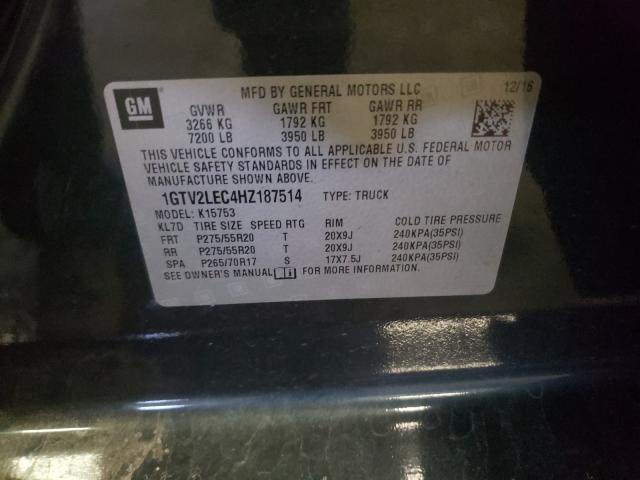 GM
MFD BY GENERAL MOTORS LLC 12/16
GVWR GAWR FRT GAWR RR
3266 KG 1792 KG 1792 KG
7200 LB 3950 LB 3950 LB
THIS VEHICLE CONFORMS TO ALL APPLICABLE U.S. FEDERAL MOTOR
VEHICLE SAFETY STANDARDS IN EFFECT ON THE DATE OF
MANUFACTURE SHOWN ABOVE.
1GTV2LEC4HZ187514 TYPE: TRUCK
MODEL: K15753
KL7D TIRE SIZE SPEED RTG RIM COLD TIRE PRESSURE
FRT P275/55R20 T 20X9J 240KPA(35PSI)
RR P275/55R20 T 20X9J 240KPA(35PSI)
SPA P265/70R17 S 17X7.5J 240KPA(35PSI)
SEE OWNER'S MANUAL FOR MORE INFORMATION.